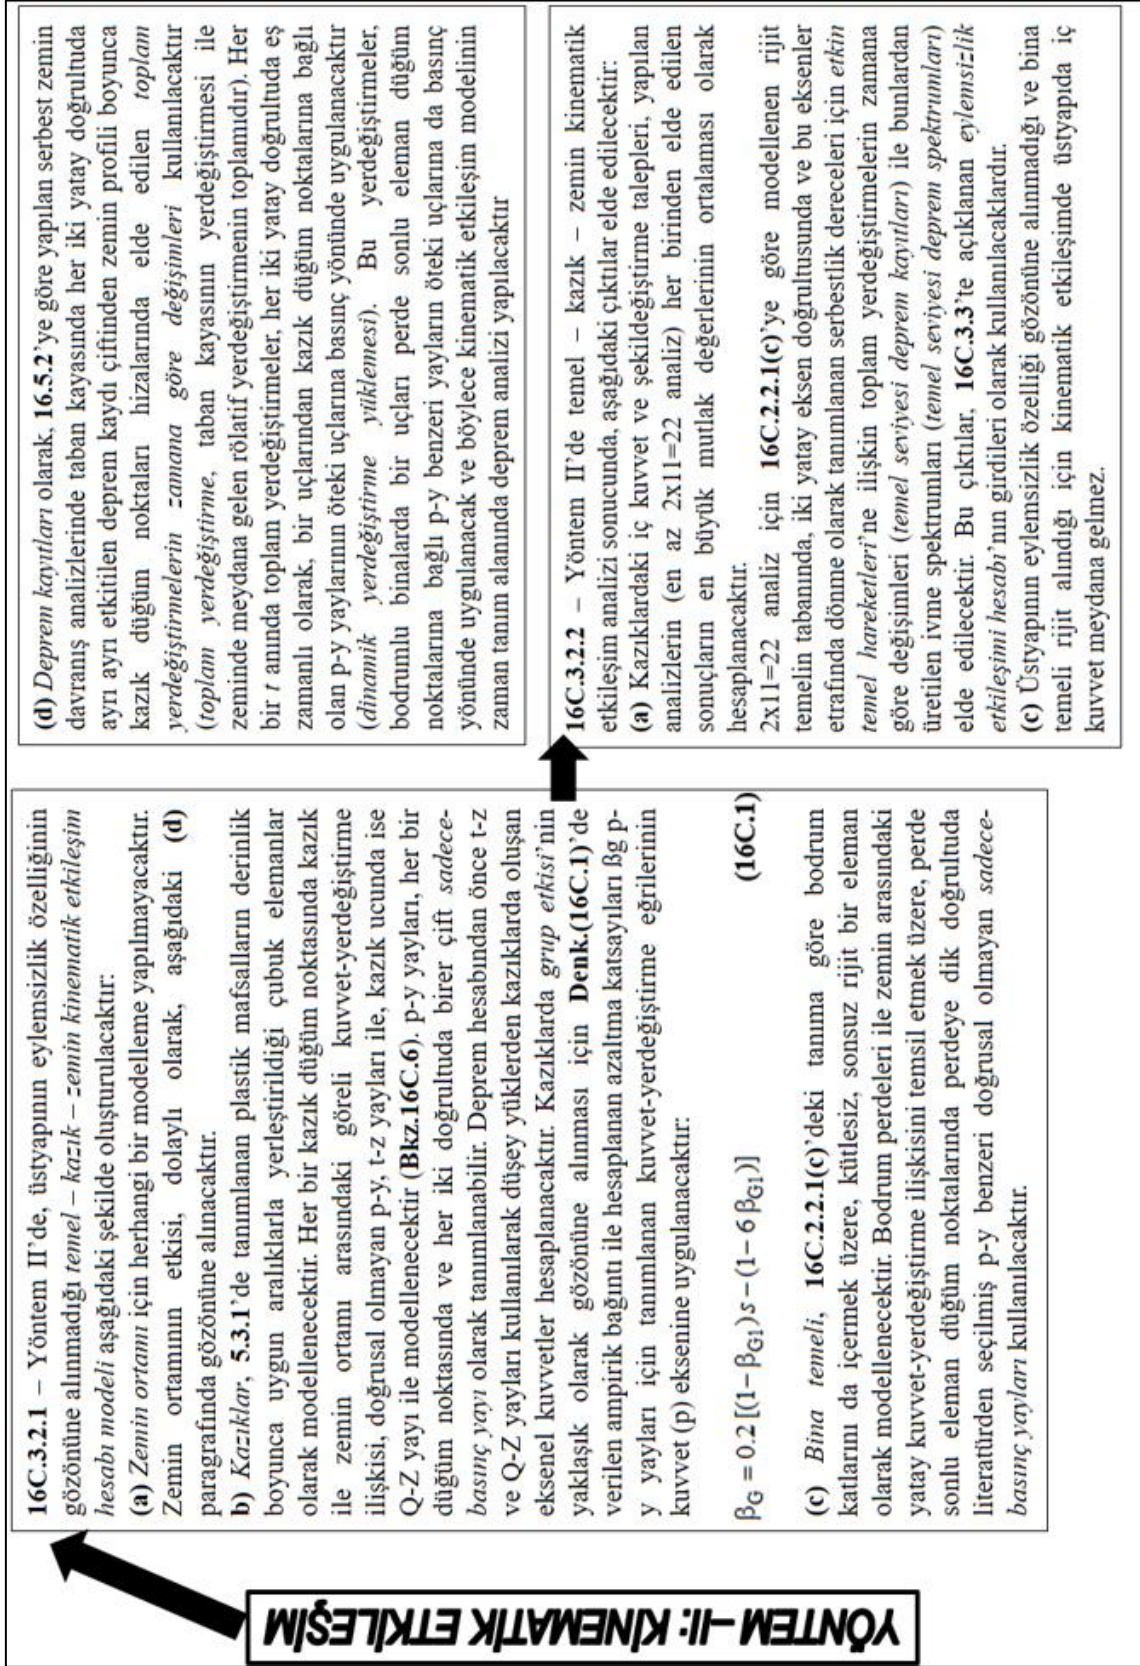 YÖNTEM –II: KİNEMATİK ETKİLEŞİM
16C.3.2.1 – Yöntem II'de, üstyapının eylemsizlik özelliğinin
gözönüne alınmadığı temel – kazık – zemin kinematik etkileşim
hesabı modeli aşağıdaki şekilde oluşturulacaktır:
(a) Zemin ortamı için herhangi bir modelleme yapılmayacaktır.
Zemin ortamının etkisi, dolaylı olarak, aşağıdaki (d)
paragrafında gözönüne alınacaktır.
b) Kazıklar, 5.3.1'de tanımlanan plastik mafsalların derinlik
boyunca uygun aralıklarla yerleştirildiği çubuk elemanlar
olarak modellenecektir. Her bir kazık düğüm noktasında kazık
ile zemin ortamı arasındaki göreli kuvvet-yerdeğiştirme
ilişkisi, doğrusal olmayan p-y, t-z yayları ile, kazık ucunda ise
Q-Z yayı ile modellenecektir (Bkz.16C.6). p-y yayları, her bir
düğüm noktasında ve her iki doğrultuda birer çift sadece-
basınç yayı olarak tanımlanabilir. Deprem hesabından önce t-z
ve Q-Z yayları kullanılarak düşey yüklerden kazıklarda oluşan
eksenel kuvvetler hesaplanacaktır. Kazıklarda grup etkisi'nin
yaklaşık olarak gözönüne alınması için Denk.(16C.1)'de
verilen ampirik bağıntı ile hesaplanan azaltma katsayıları ßg p-
y yayları için tanımlanan kuvvet-yerdeğiştirme eğrilerinin
kuvvet (p) eksenine uygulanacaktır:
βG = 0.2 [(1−βG1) s − (1− 6 βG1)] (16C.1)
(c) Bina temeli, 16C.2.2.1(c)'deki tanıma göre bodrum
katlarını da içermek üzere, kütlesiz, sonsuz rijit bir eleman
olarak modellenecektir. Bodrum perdeleri ile zemin arasındaki
yatay kuvvet-yerdeğiştirme ilişkisini temsil etmek üzere, perde
sonlu eleman düğüm noktalarında perdeye dik doğrultuda
literatürden seçilmiş p-y benzeri doğrusal olmayan sadece-
basınç yayları kullanılacaktır.
(d) Deprem kayıtları olarak, 16.5.2'ye göre yapılan serbest zemin
davranış analizlerinde taban kayasında her iki yatay doğrultuda
ayrı ayrı etkitilen deprem kaydı çiftinden zemin profili boyunca
kazık düğüm noktaları hizalarında elde edilen toplam
yerdeğiştirmelerin zamana göre değişimleri kullanılacaktır
(toplam yerdeğiştirme, taban kayasının yerdeğiştirmesi ile
zeminde meydana gelen rölatif yerdeğiştirmenin toplamıdır). Her
bir t anında toplam yerdeğiştirmeler, her iki yatay doğrultuda eş
zamanlı olarak, bir uçlarından kazık düğüm noktalarına bağlı
olan p-y yaylarının öteki uçlarına basınç yönünde uygulanacaktır
(dinamik yerdeğiştirme yüklemesi). Bu yerdeğiştirmeler,
bodrumlu binalarda bir uçları perde sonlu eleman düğüm
noktalarına bağlı p-y benzeri yayların öteki uçlarına da basınç
yönünde uygulanacak ve böylece kinematik etkileşim modelinin
zaman tanım alanında deprem analizi yapılacaktır
16C.3.2.2 – Yöntem II'de temel – kazık – zemin kinematik
etkileşim analizi sonucunda, aşağıdaki çıktılar elde edilecektir:
(a) Kazıklardaki iç kuvvet ve şekildeğiştirme talepleri, yapılan
analizlerin (en az 2x11=22 analiz) her birinden elde edilen
sonuçların en büyük mutlak değerlerinin ortalaması olarak
hesaplanacaktır.
2x11=22 analiz için 16C.2.2.1(c)'ye göre modellenen rijit
temelin tabanında, iki yatay eksen doğrultusunda ve bu eksenler
etrafında dönme olarak tanımlanan serbestlik dereceleri için etkin
temel hareketleri'ne ilişkin toplam yerdeğiştirmelerin zamana
göre değişimleri (temel seviyesi deprem kayıtları) ile bunlardan
üretilen ivme spektrumları (temel seviyesi deprem spektrumları)
elde edilecektir. Bu çıktılar, 16C.3.3'te açıklanan eylemsizlik
etkileşimi hesabı'nın girdileri olarak kullanılacaklardır.
(c) Üstyapının eylemsizlik özelliği gözönüne alınmadığı ve bina
temeli rijit alındığı için kinematik etkileşimde üstyapıda iç
kuvvet meydana gelmez.